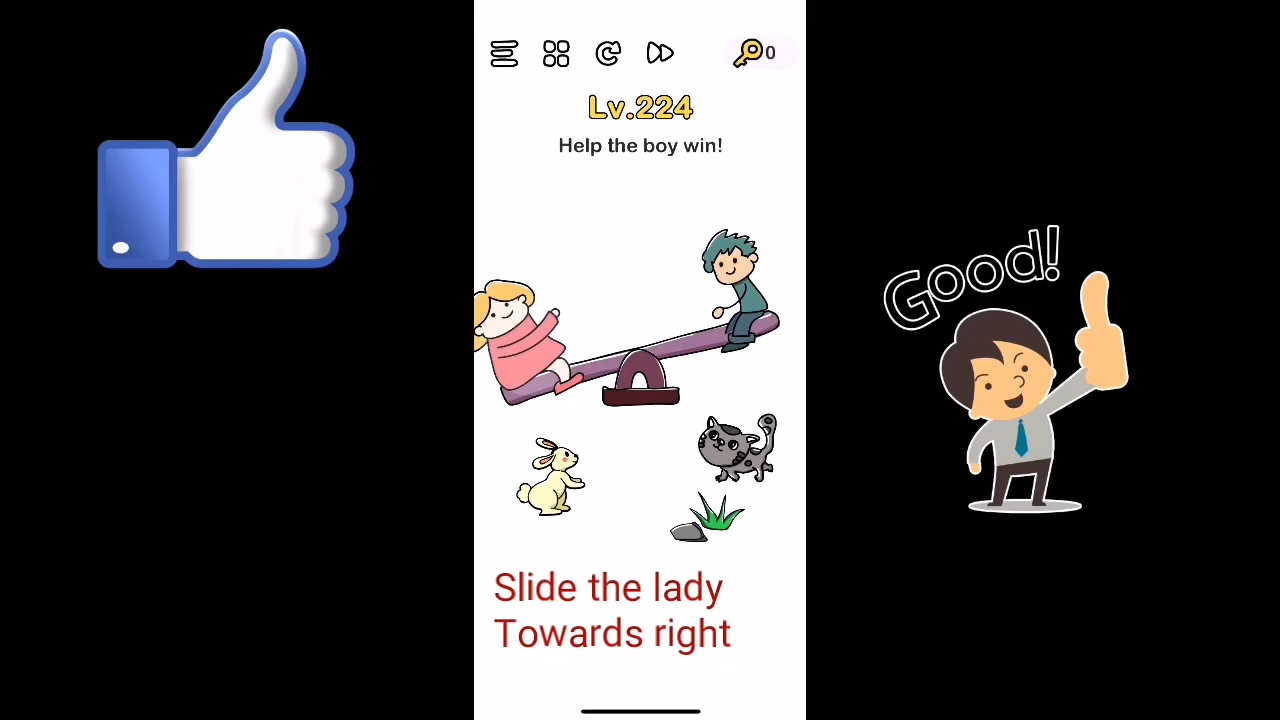 0
Lv.224
Help the boy win!
Good!
Slide the lady
Towards right